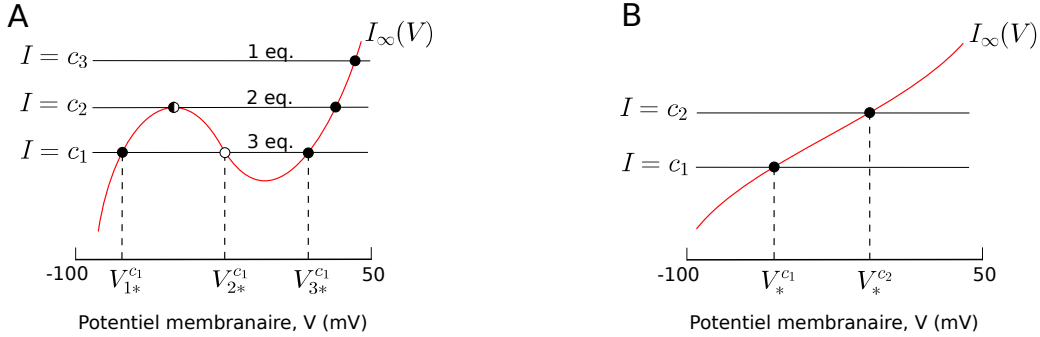 A
I∞(V)
I = c₃
1 eq.
I = c₂
2 eq.
I = c₁
3 eq.
-100
V₁*^c₁
V₂*^c₁
V₃*^c₁
50
Potentiel membranaire, V (mV)
B
I∞(V)
I = c₂
I = c₁
-100
V*^c₁
V*^c₂
50
Potentiel membranaire, V (mV)